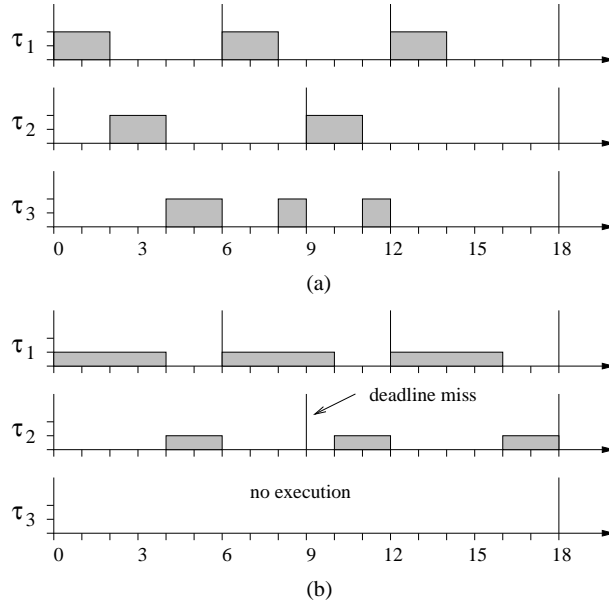 τ1
τ2
τ3
0 3 6 9 12 15 18
(a)
τ1
deadline miss
τ2
no execution
τ3
0 3 6 9 12 15 18
(b)